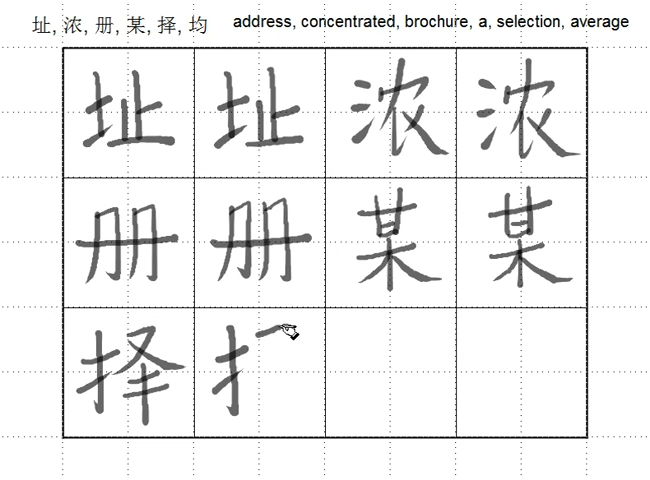 址, 浓, 册, 某, 择, 均 address, concentrated, brochure, a, selection, average
址 址 浓 浓
册 册 某 某
择 扌